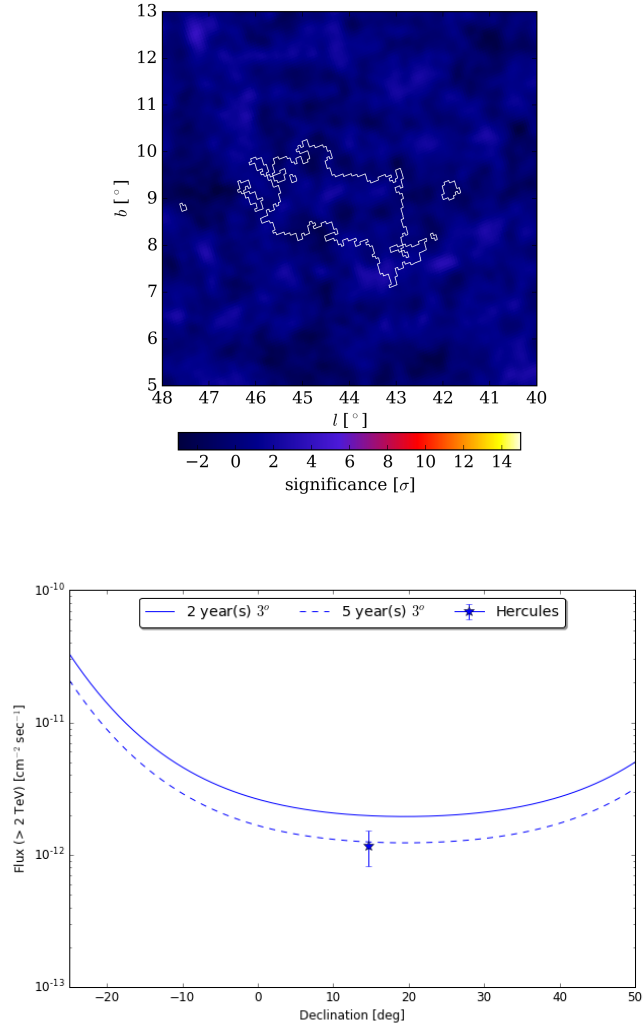 13
12
11
10
9
8
7
6
5
b [°]
48 47 46 45 44 43 42 41 40
l [°]
−2 0 2 4 6 8 10 12 14
significance [σ]
10⁻¹⁰
10⁻¹¹
10⁻¹²
10⁻¹³
Flux (> 2 TeV) [cm⁻² sec⁻¹]
2 year(s) 3° 5 year(s) 3° Hercules
−20 −10 0 10 20 30 40 50
Declination [deg]